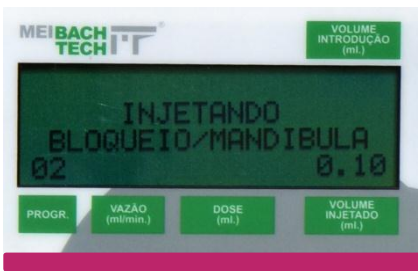 MEIBACH
TECH
VOLUME
INTRODUÇÃO
(ml.)
INJETANDO
BLOQUEIO/MANDIBULA
02 0.10
PROGR.
VAZÃO
(ml/min.)
DOSE
(ml.)
VOLUME
INJETADO
(ml.)